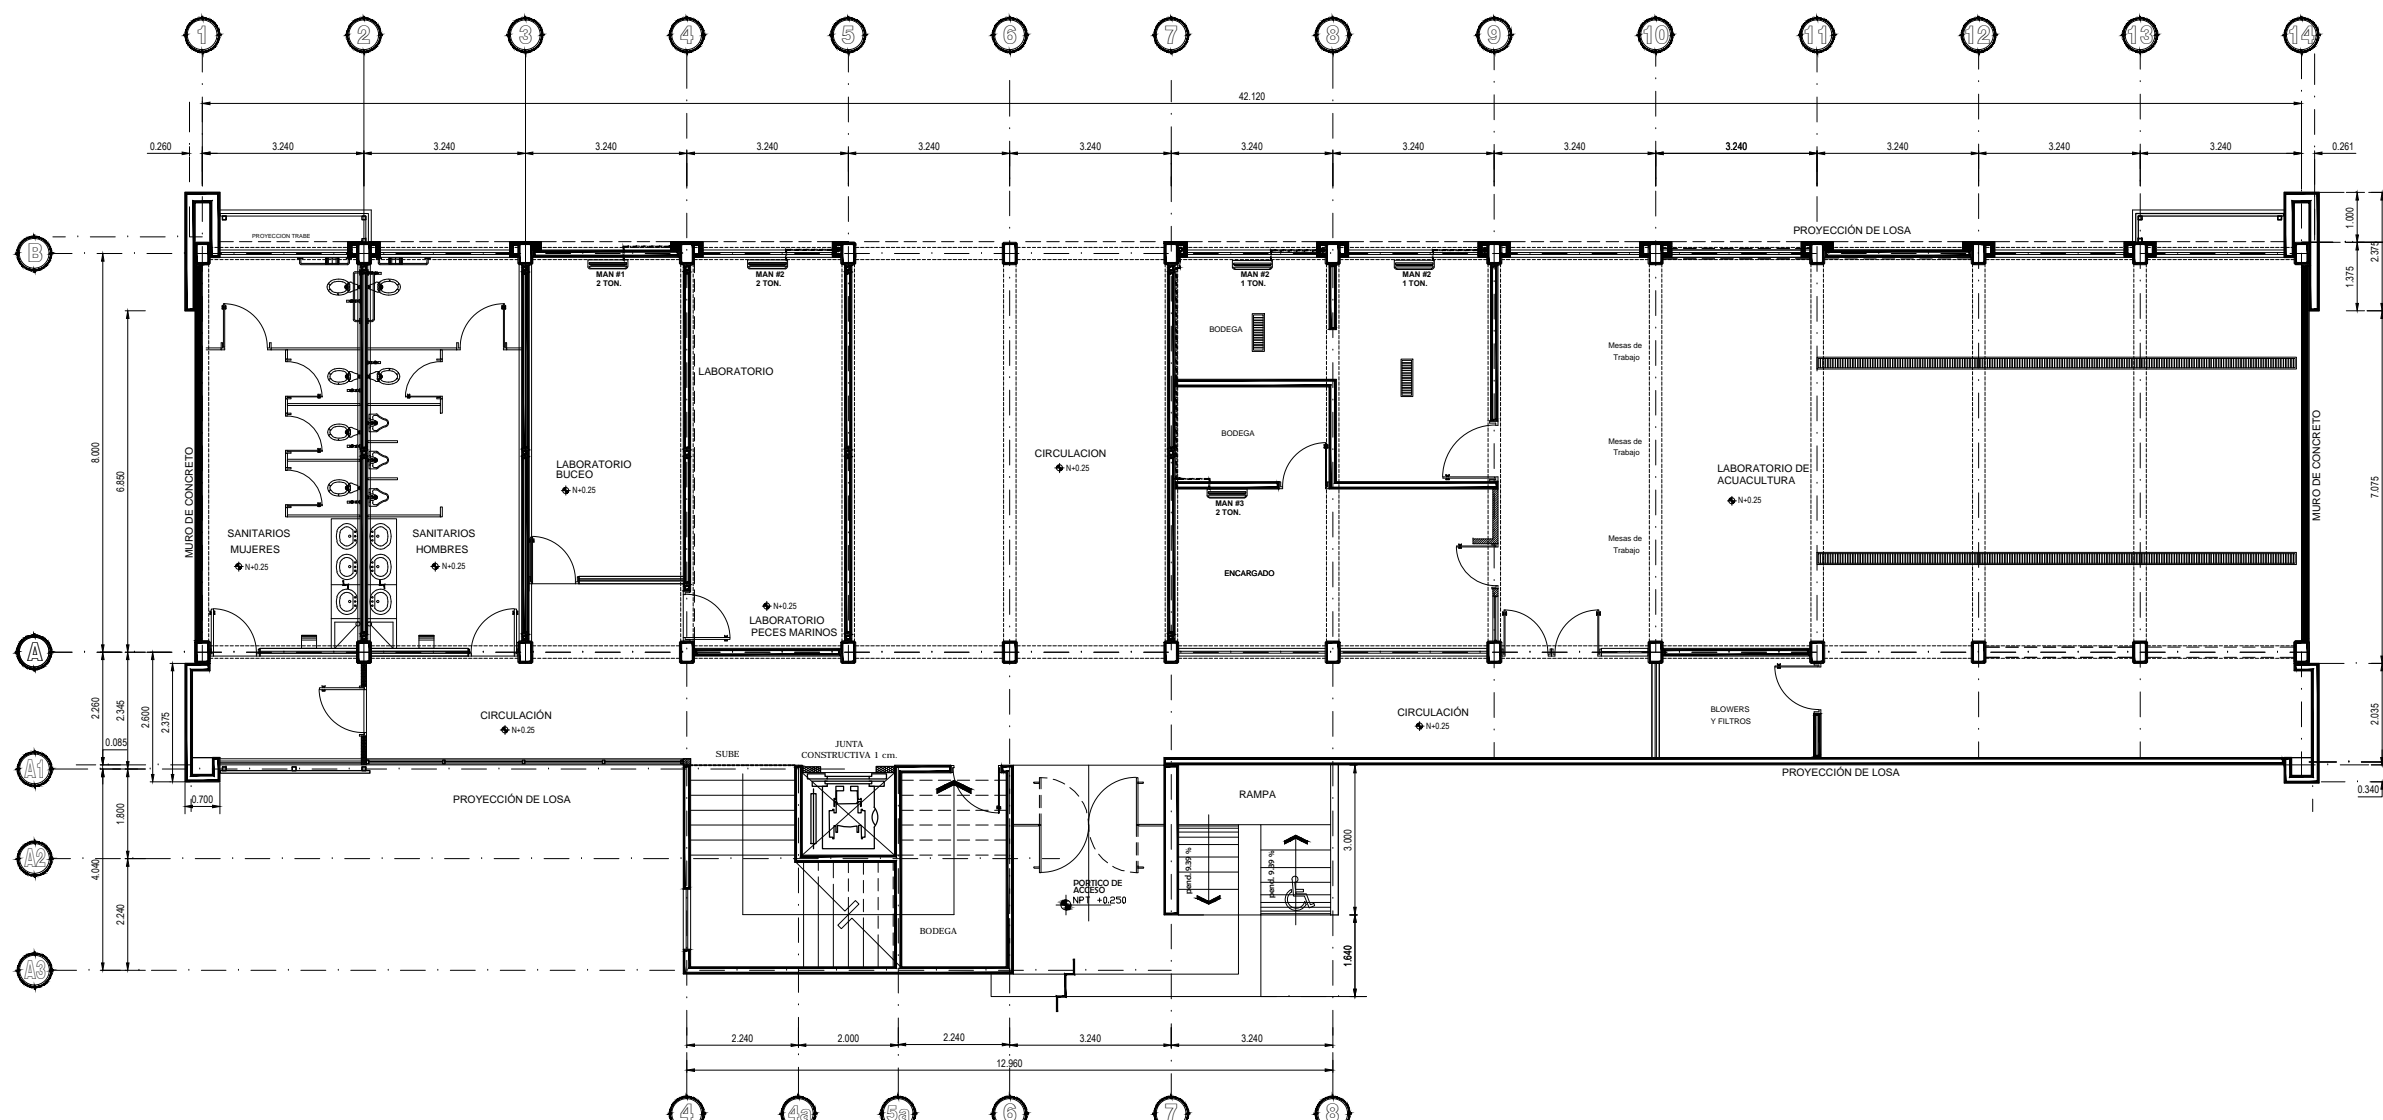 1 2 3 4 5 6 7 8 9 10 11 12 13 14
42.120
0.260 3.240 3.240 3.240 3.240 3.240 3.240 3.240 3.240 3.240 3.240 3.240 3.240 3.240 0.261
B
PROYECCION TRABE
PROYECCIÓN DE LOSA
1.000
2.375
1.375
MAN #1
2 TON.
MAN #2
2 TON.
MAN #2
1 TON.
MAN #2
1 TON.
BODEGA
Mesas de
Trabajo
LABORATORIO
8.000
6.850
MURO DE CONCRETO
BODEGA
Mesas de
Trabajo
CIRCULACION
N+0.25
LABORATORIO
BUCEO
N+0.25
LABORATORIO DE
ACUACULTURA
N+0.25
MURO DE CONCRETO
7.075
MAN #3
2 TON.
SANITARIOS
MUJERES
N+0.25
SANITARIOS
HOMBRES
N+0.25
Mesas de
Trabajo
ENCARGADO
N+0.25
LABORATORIO
PECES MARINOS
A
2.260
2.345
2.600
2.375
0.085
CIRCULACIÓN
N+0.25
CIRCULACIÓN
N+0.25
BLOWERS
Y FILTROS
2.035
SUBE
JUNTA
CONSTRUCTIVA 1 cm.
A1
PROYECCIÓN DE LOSA
0.340
0.700
PROYECCIÓN DE LOSA
RAMPA
1.800
3.000
A2
4.040
pend. 9.39 %
pend. 9.39 %
PORTICO DE
ACCESO
NPT +0.250
2.240
BODEGA
1.640
A3
2.240 2.000 2.240 3.240 3.240
12.960
4 4a 5a 6 7 8